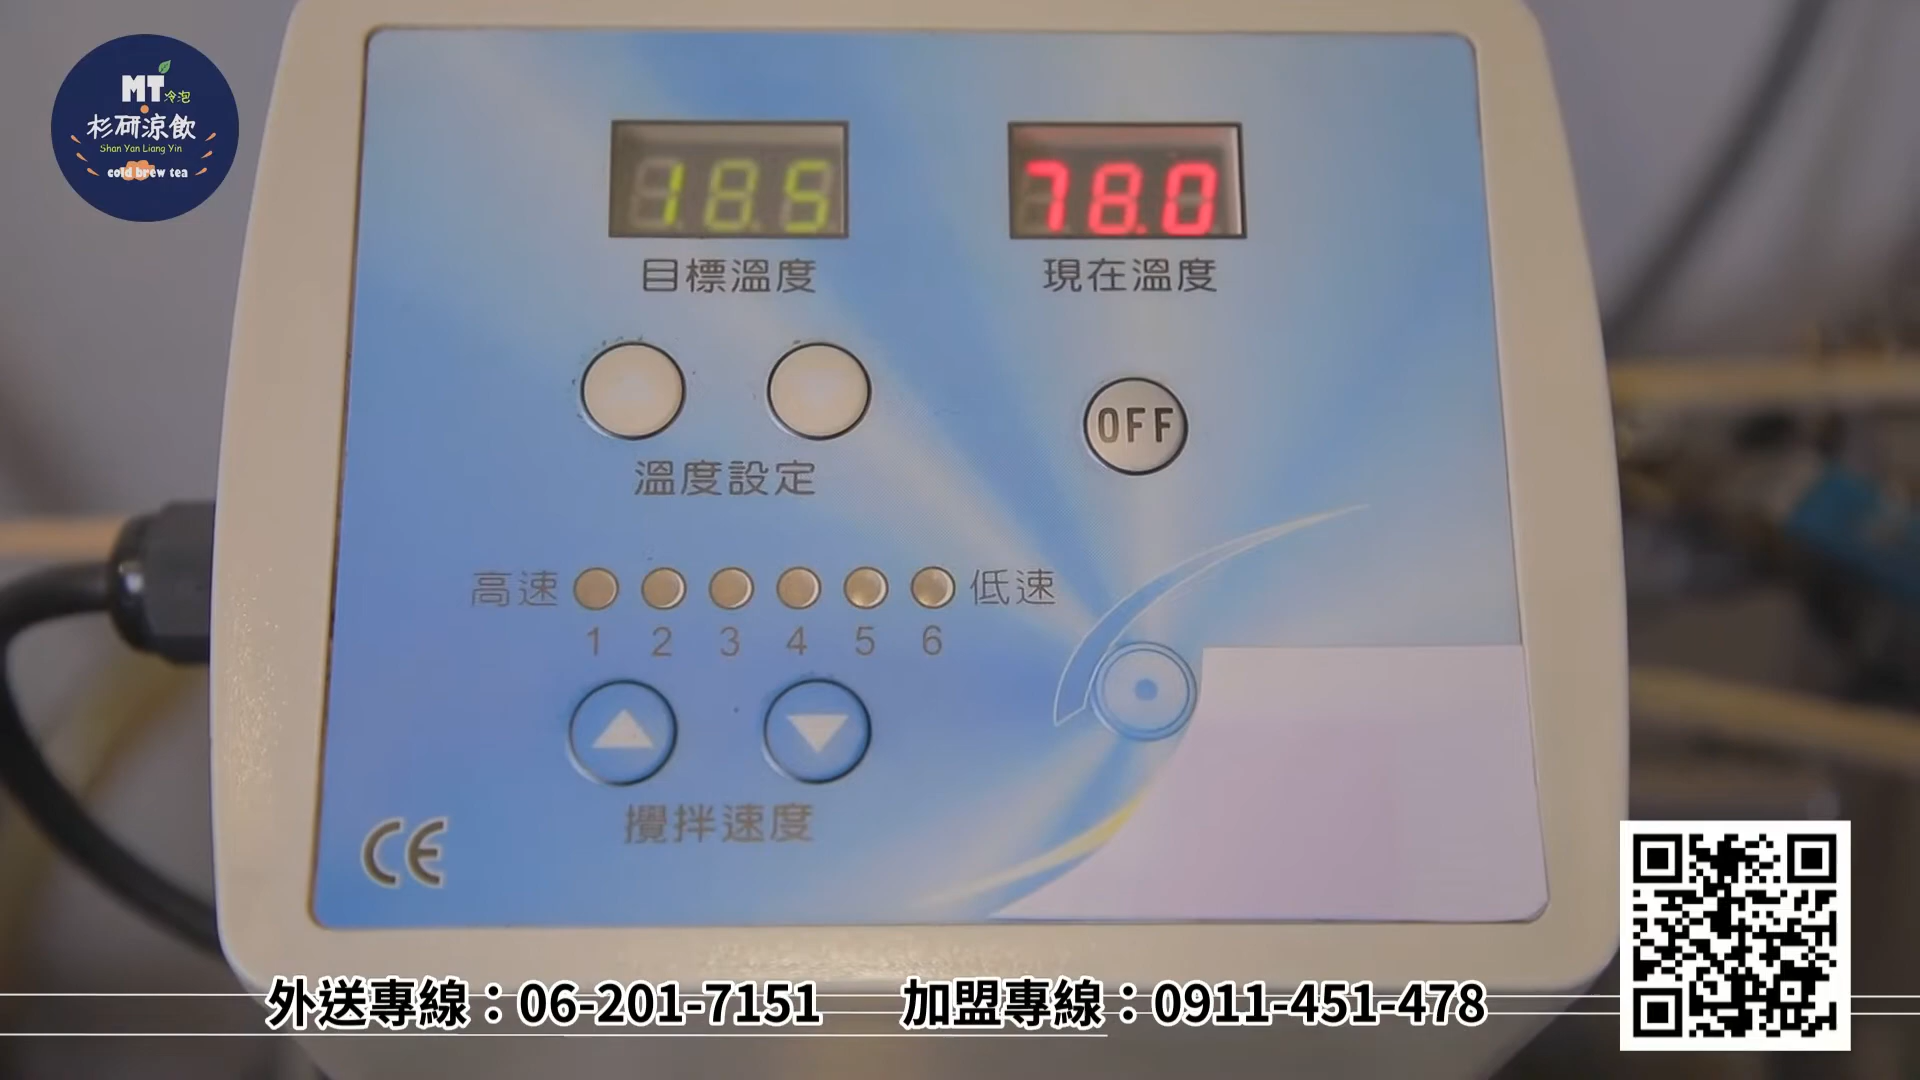 MT冷泡
杉研涼飲
Shan Yan Liang Yin
cold brew tea
18.5
78.0
目標溫度
現在溫度
OFF
溫度設定
高速
低速
1 2 3 4 5 6
攪拌速度
CE
外送專線：06-201-7151
加盟專線：0911-451-478